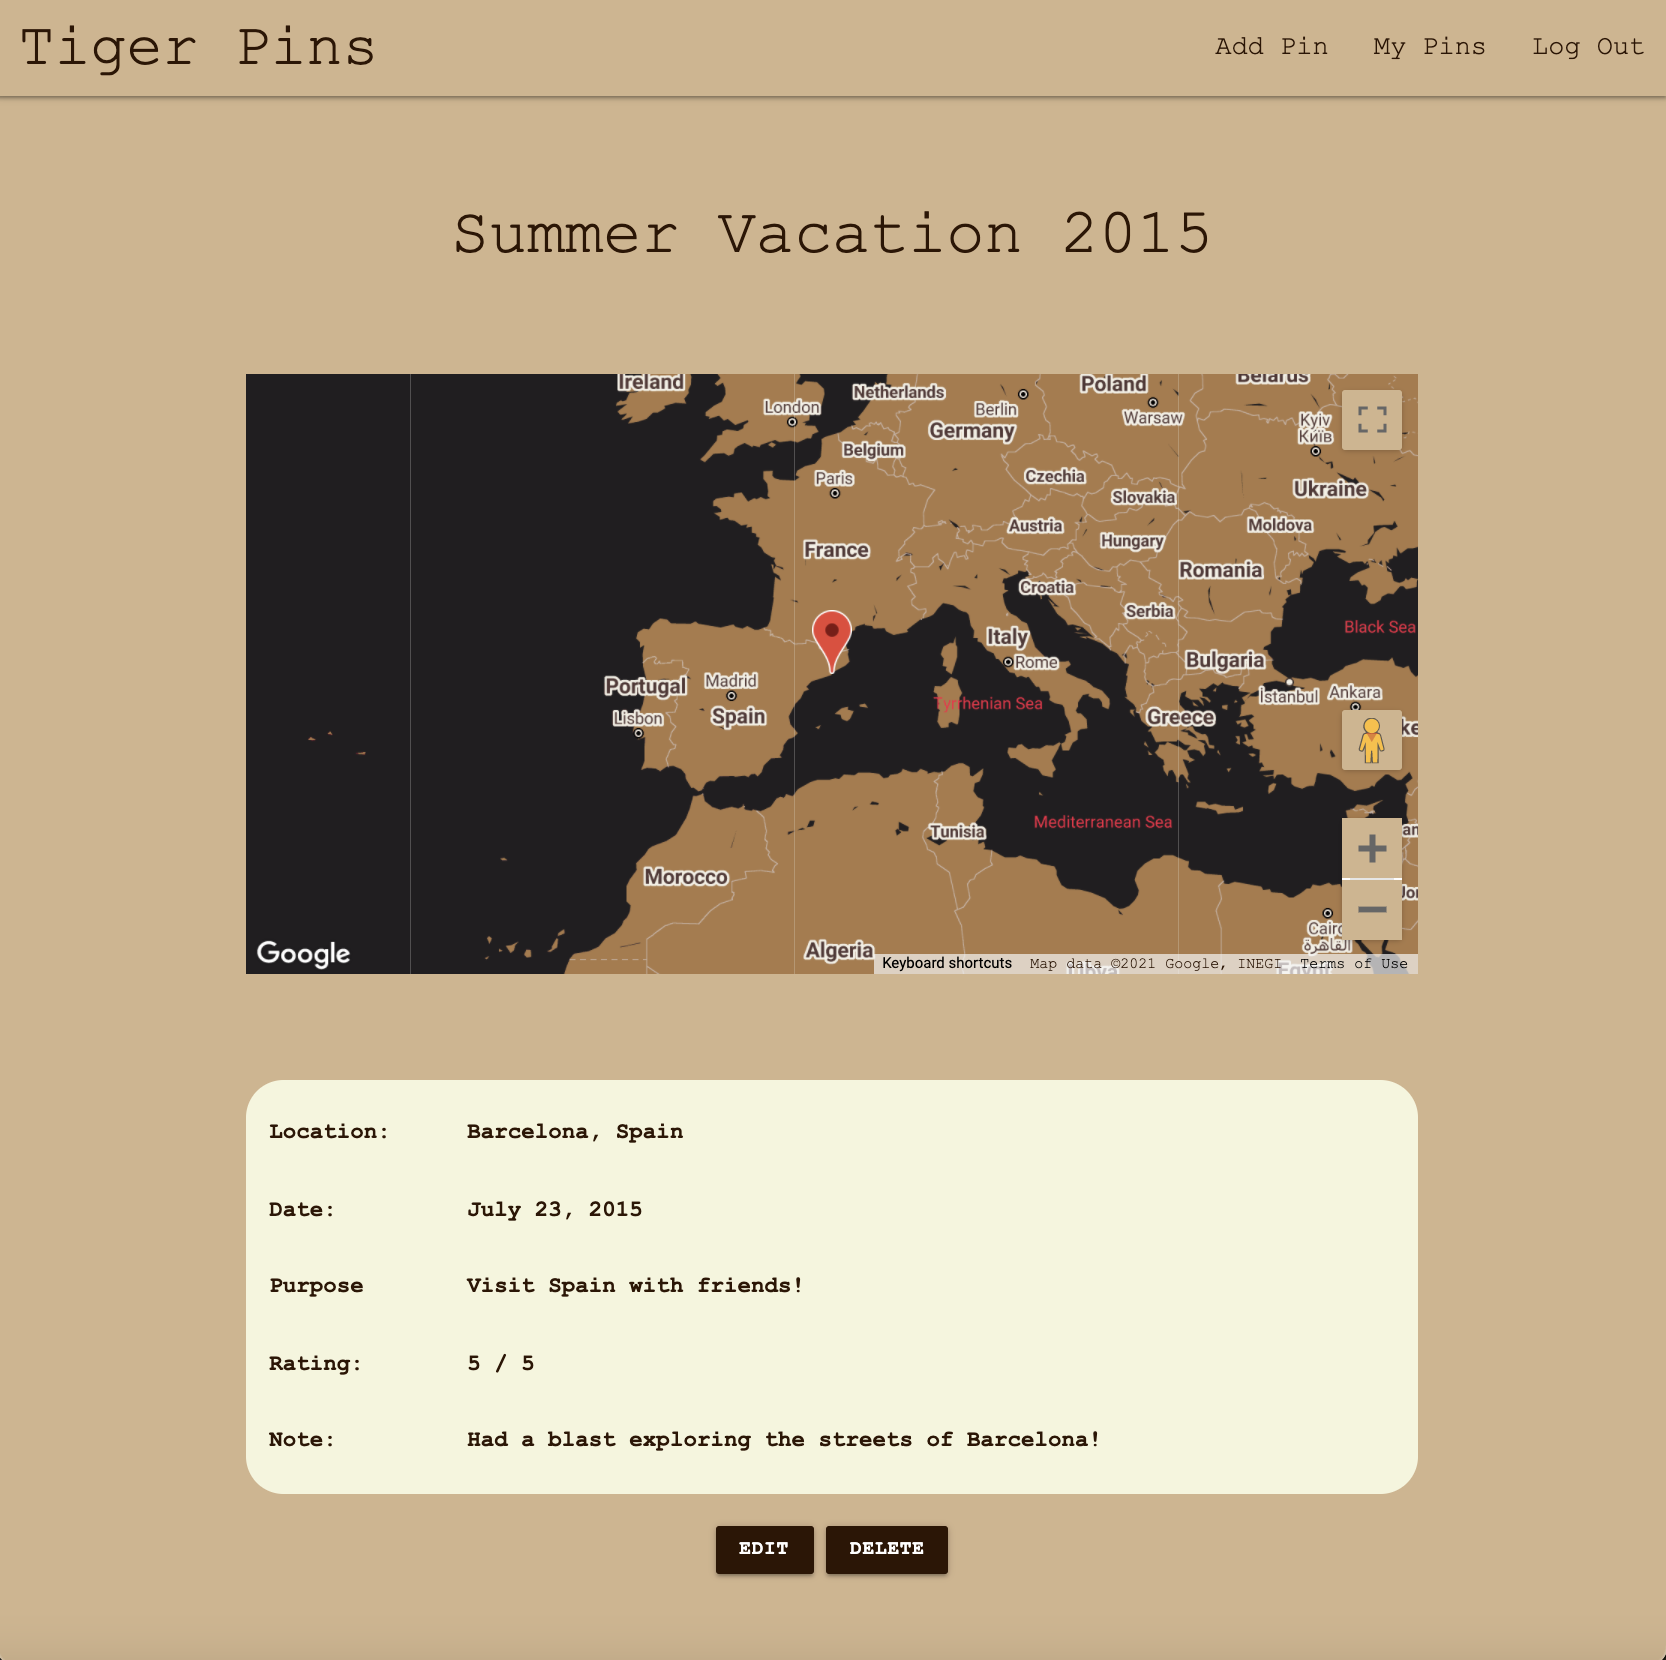 Tiger Pins
Add Pin My Pins Log Out
Summer Vacation 2015
Ireland
Netherlands
Poland
Belarus
London
Berlin
Warsaw
Kyiv
Київ
Germany
Belgium
Paris
Czechia
Slovakia
Ukraine
Austria
Moldova
France
Hungary
Romania
Croatia
Serbia
Black Sea
Italy
Rome
Bulgaria
Portugal
Madrid
İstanbul
Ankara
Tyrrhenian Sea
Lisbon
Spain
Greece
Mediterranean Sea
Tunisia
Morocco
Algeria
القاهرة
Google
Keyboard shortcuts Map data ©2021 Google, INEGI Terms of Use
Location: Barcelona, Spain
Date: July 23, 2015
Purpose Visit Spain with friends!
Rating: 5 / 5
Note: Had a blast exploring the streets of Barcelona!
EDIT DELETE